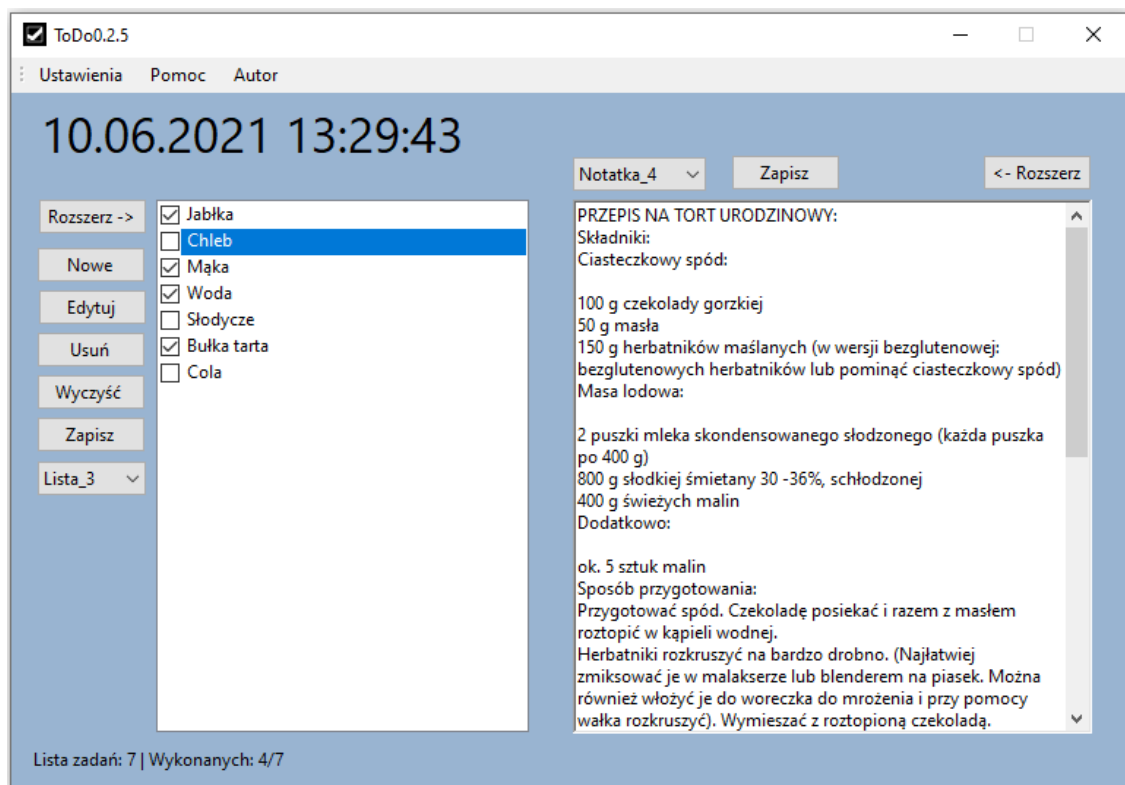 ToDo0.2.5
Ustawienia Pomoc Autor
10.06.2021 13:29:43
Notatka_4 Zapisz <- Rozszerz
Rozszerz ->
Nowe
Edytuj
Usuń
Wyczyść
Zapisz
Lista_3
Jabłka
Chleb
Mąka
Woda
Słodycze
Bułka tarta
Cola
PRZEPIS NA TORT URODZINOWY:
Składniki:
Ciasteczkowy spód:
100 g czekolady gorzkiej
50 g masła
150 g herbatników maślanych (w wersji bezglutenowej:
bezglutenowych herbatników lub pominąć ciasteczkowy spód)
Masa lodowa:
2 puszki mleka skondensowanego słodzonego (każda puszka
po 400 g)
800 g słodkiej śmietany 30 -36%, schłodzonej
400 g świeżych malin
Dodatkowo:
ok. 5 sztuk malin
Sposób przygotowania:
Przygotować spód. Czekoladę posiekać i razem z masłem
roztopić w kąpieli wodnej.
Herbatniki rozkruszyć na bardzo drobno. (Najłatwiej
zmiksować je w malakserze lub blenderem na piasek. Można
również włożyć je do woreczka do mrożenia i przy pomocy
wałka rozkruszyć). Wymieszać z roztopioną czekoladą.
Lista zadań: 7 | Wykonanych: 4/7